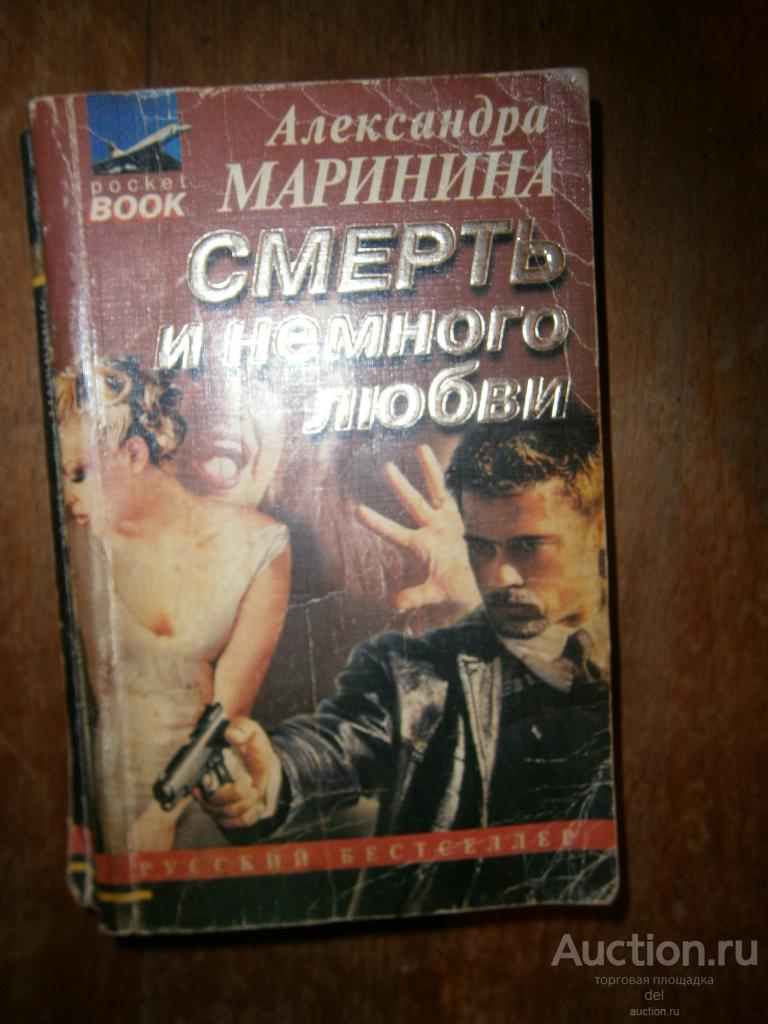 pocket
BOOK
Александра
МАРИНИНА
СМЕРТЬ
и немного
любви
РУССКИЙ БЕСТСЕЛЛЕР
Auction.ru
торговая площадка
del
auction.ru